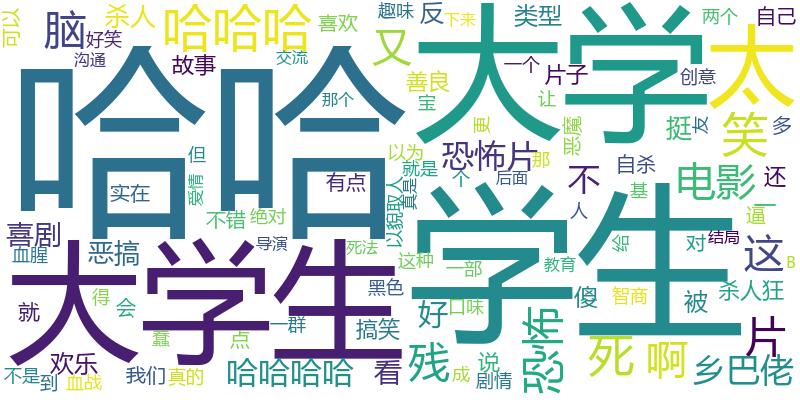 可以
杀人
脑
好笑
沟通
哈哈哈
故事
喜欢
交流
那个
趣味
反
下来
又
善良
宝
大学
类型
一个
片子
让
更
恶魔
两个
自己
创意
太
挺
友
笑
多
哈哈
但
爱情
实在
有点
以为
就是
以貌取人
真是
恐怖片
个
那
后面
不
自杀
基
人
电影
还
一
逼
喜剧
血腥
恶搞
不错
绝对
导演
死法
大学生
学生
这种
一部
教育
给
对
结局
这
B
就
得
会
蠢
点
一群
黑色
搞笑
好
口味
傻
智商
被
杀人狂
片
欢乐
不是
到
血战
我们
真的
哈哈哈哈
看
残
说
成
剧情
恐怖
死
啊
乡巴佬